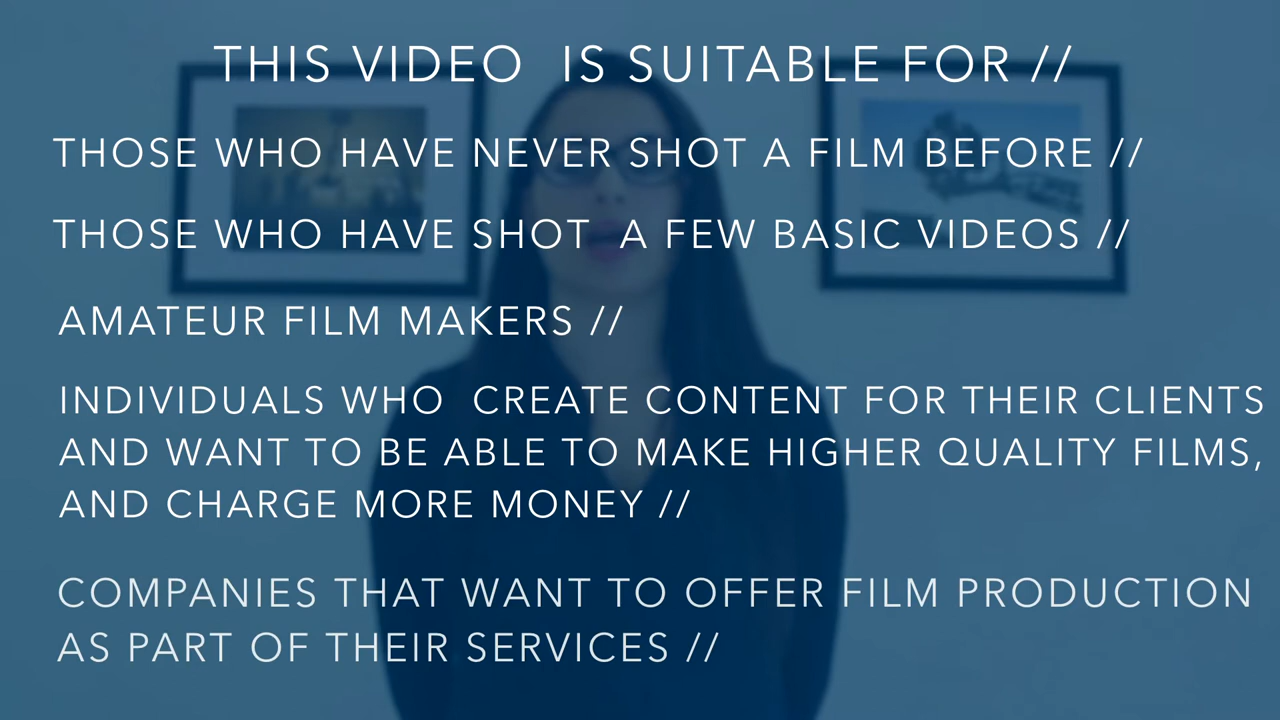 THIS VIDEO IS SUITABLE FOR //
THOSE WHO HAVE NEVER SHOT A FILM BEFORE //
THOSE WHO HAVE SHOT A FEW BASIC VIDEOS //
AMATEUR FILM MAKERS //
INDIVIDUALS WHO CREATE CONTENT FOR THEIR CLIENTS
AND WANT TO BE ABLE TO MAKE HIGHER QUALITY FILMS,
AND CHARGE MORE MONEY //
COMPANIES THAT WANT TO OFFER FILM PRODUCTION
AS PART OF THEIR SERVICES //